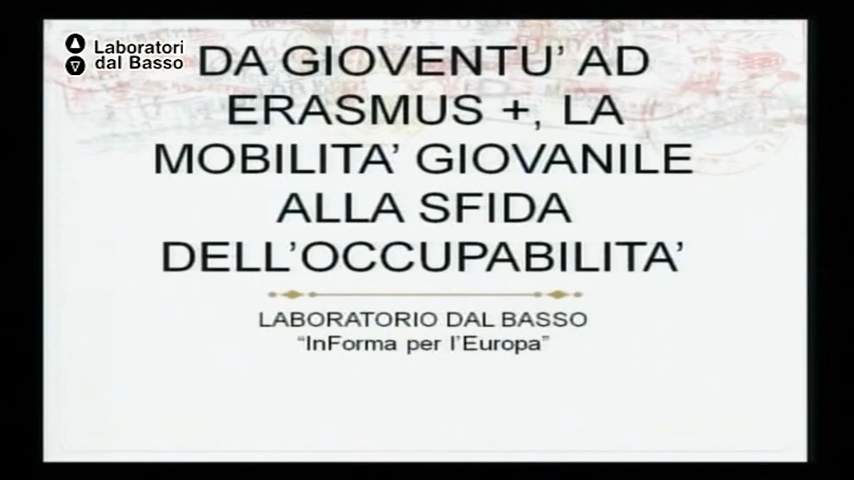 Laboratori
dal Basso
DA GIOVENTU' AD
ERASMUS +, LA
MOBILITA' GIOVANILE
ALLA SFIDA
DELL'OCCUPABILITA'
LABORATORIO DAL BASSO
“InForma per l'Europa”